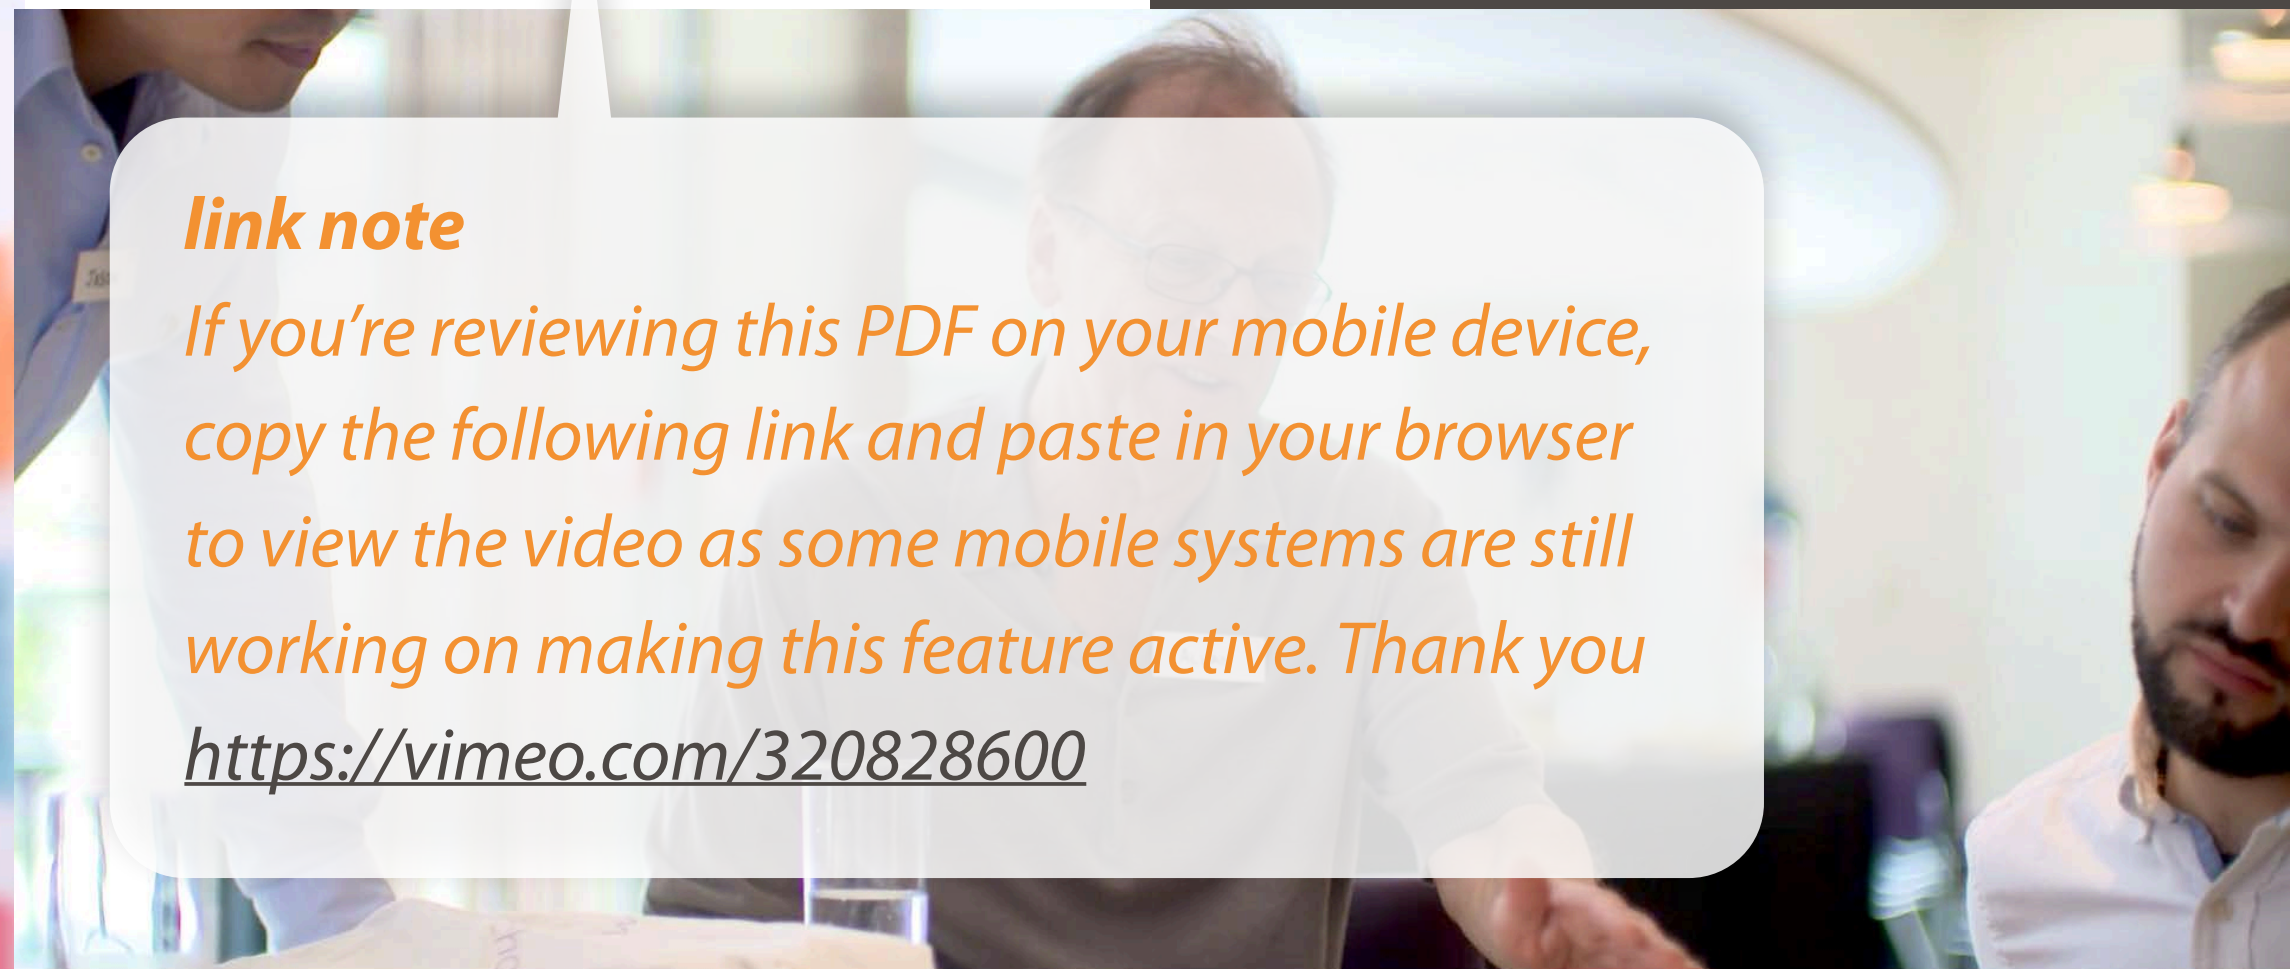 link note
If you’re reviewing this PDF on your mobile device,
copy the following link and paste in your browser
to view the video as some mobile systems are still
working on making this feature active. Thank you
https://vimeo.com/320828600